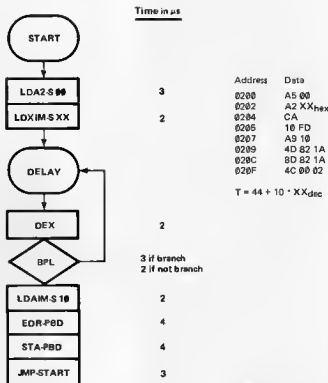 Time in µs
START
LDAZ-S 00
3
LDXIM-S XX
2
DELAY
DEX
2
BPL
3 if branch
2 if not branch
LDAIM-S 10
2
EOR-PBD
4
STA-PBD
4
JMP-START
3
Address Data
0200 A5 00
0202 A2 XXhex
0204 CA
0205 10 FD
0207 A9 10
0209 4D 82 1A
020C 8D 82 1A
020F 4C 00 02
T = 44 + 10 · XXdec